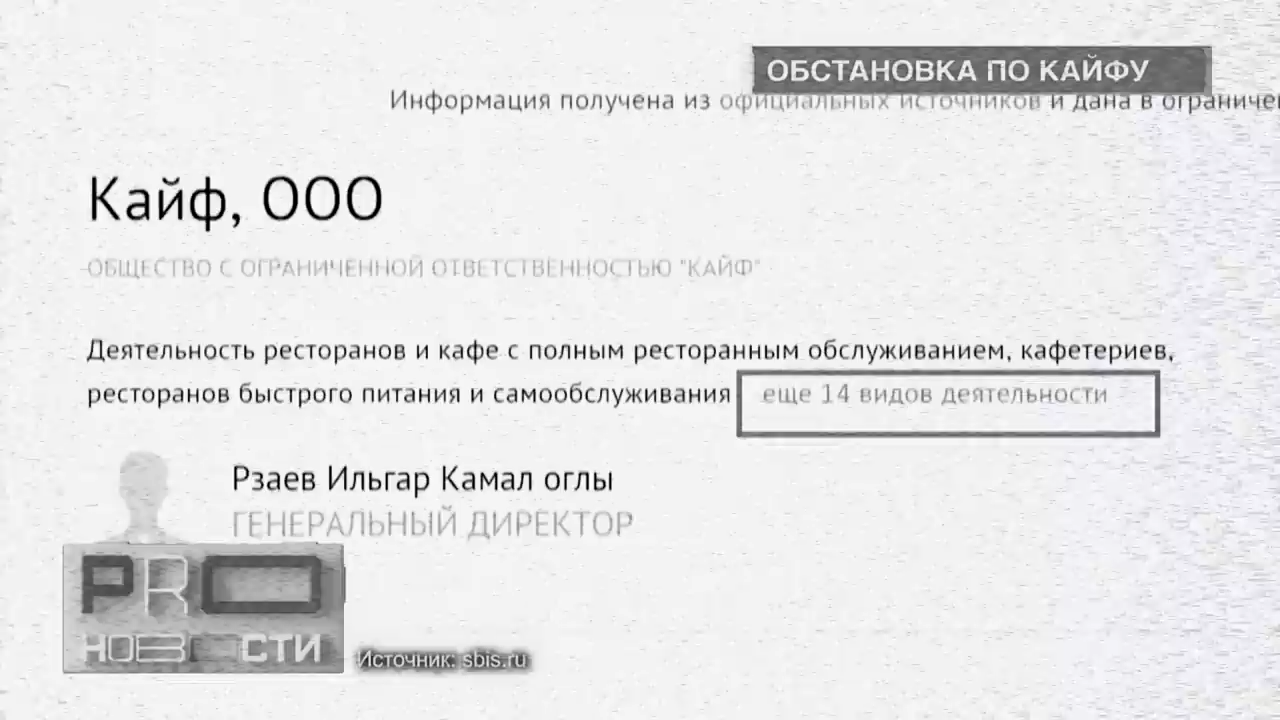 ОБСТАНОВКА ПО КАЙФУ
Информация получена из официальных источников и дана в ограничен
Кайф, ООО
ОБЩЕСТВО С ОГРАНИЧЕННОЙ ОТВЕТСТВЕННОСТЬЮ "КАЙФ"
Деятельность ресторанов и кафе с полным ресторанным обслуживанием, кафетериев,
ресторанов быстрого питания и самообслуживания еще 14 видов деятельности
Рзаев Ильгар Камал оглы
ГЕНЕРАЛЬНЫЙ ДИРЕКТОР
PRO
НОВОСТИ
Источник: sbis.ru